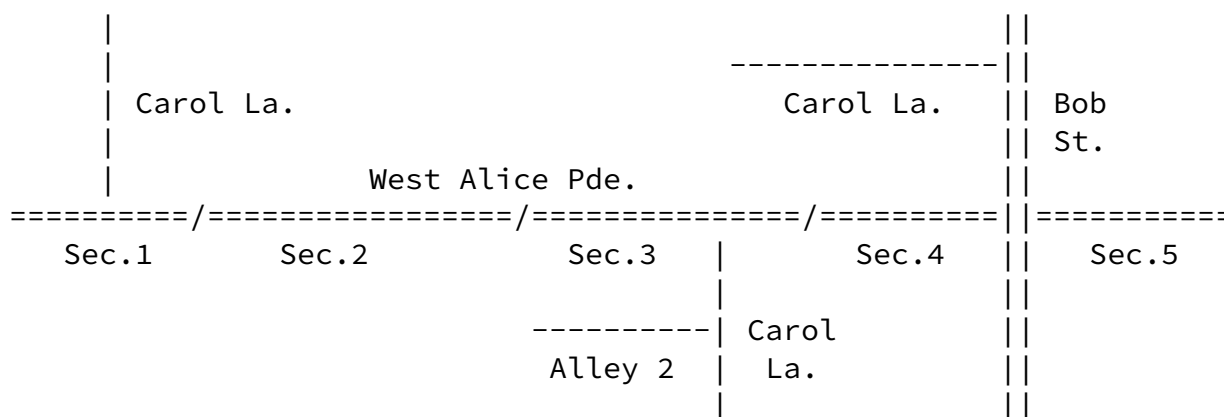 Carol La.
Carol La.
Bob St.
West Alice Pde.
Sec.1
Sec.2
Sec.3
Sec.4
Sec.5
Alley 2
Carol La.